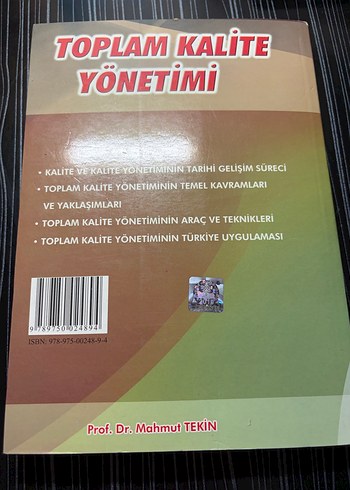 TOPLAM KALİTE
YÖNETİMİ
• KALİTE VE KALİTE YÖNETİMİNİN TARİHİ GELİŞİM SÜRECİ
• TOPLAM KALİTE YÖNETİMİNİN TEMEL KAVRAMLARI
VE YAKLAŞIMLARI
• TOPLAM KALİTE YÖNETİMİNİN ARAÇ VE TEKNİKLERİ
• TOPLAM KALİTE YÖNETİMİNİN TÜRKİYE UYGULAMASI
9 789750 024894
ISBN: 978-975-00248-9-4
Prof. Dr. Mahmut TEKİN